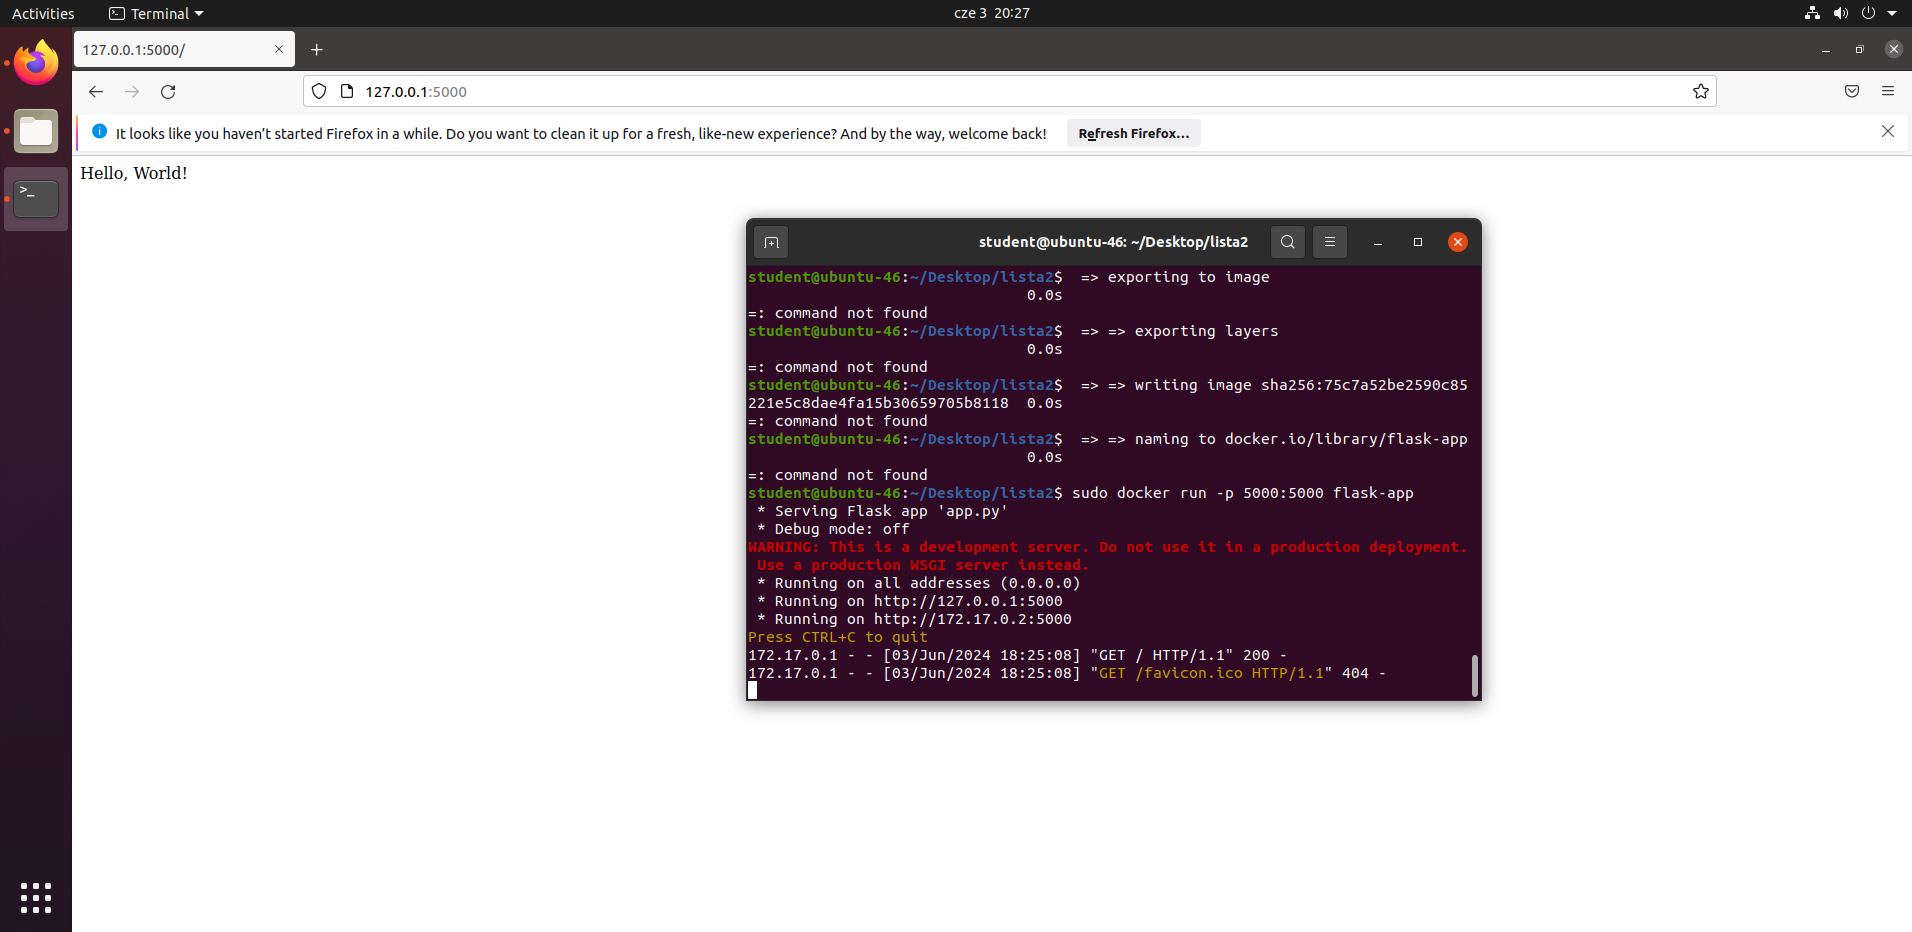 Activities
Terminal
cze 3 20:27
127.0.0.1:5000/
127.0.0.1:5000
It looks like you haven’t started Firefox in a while. Do you want to clean it up for a fresh, like-new experience? And by the way, welcome back!
Refresh Firefox...
Hello, World!
student@ubuntu-46: ~/Desktop/lista2
student@ubuntu-46:~/Desktop/lista2$  => exporting to image
0.0s
=: command not found
student@ubuntu-46:~/Desktop/lista2$  => => exporting layers
0.0s
=: command not found
student@ubuntu-46:~/Desktop/lista2$  => => writing image sha256:75c7a52be2590c85
221e5c8dae4fa15b30659705b8118  0.0s
=: command not found
student@ubuntu-46:~/Desktop/lista2$  => => naming to docker.io/library/flask-app
0.0s
=: command not found
student@ubuntu-46:~/Desktop/lista2$ sudo docker run -p 5000:5000 flask-app
* Serving Flask app 'app.py'
* Debug mode: off
WARNING: This is a development server. Do not use it in a production deployment.
Use a production WSGI server instead.
* Running on all addresses (0.0.0.0)
* Running on http://127.0.0.1:5000
* Running on http://172.17.0.2:5000
Press CTRL+C to quit
172.17.0.1 - - [03/Jun/2024 18:25:08] "GET / HTTP/1.1" 200 -
172.17.0.1 - - [03/Jun/2024 18:25:08] "GET /favicon.ico HTTP/1.1" 404 -